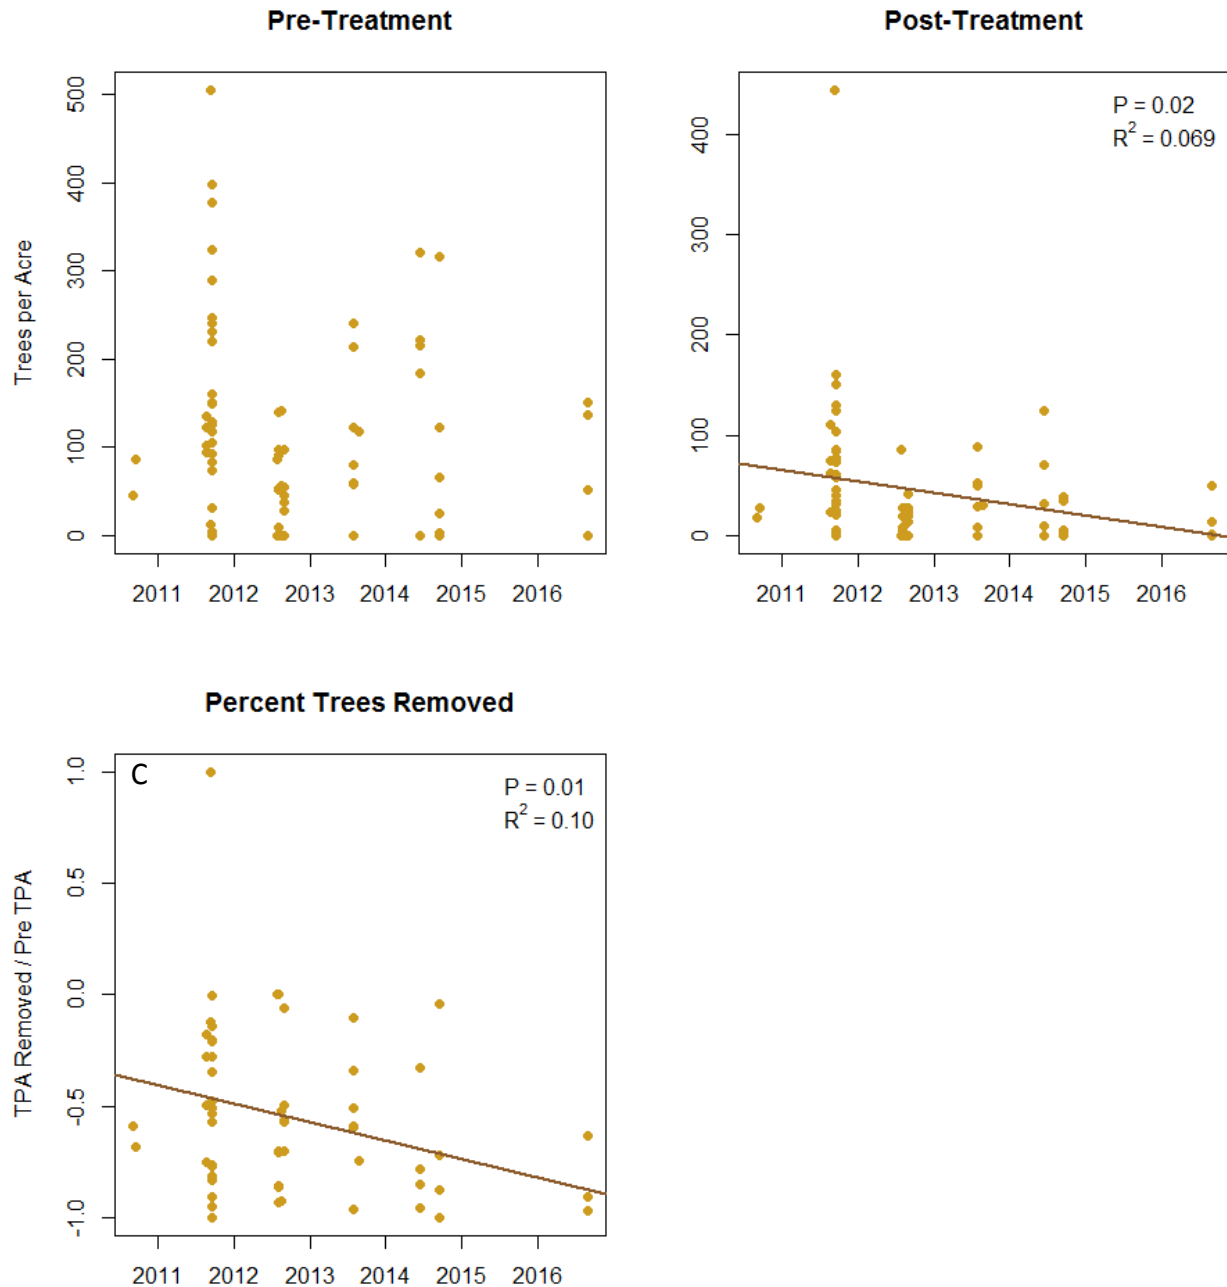 Pre-Treatment
Post-Treatment
Trees per Acre
500
400
300
200
100
0
2011 2012 2013 2014 2015 2016
P = 0.02
R² = 0.069
400
300
200
100
0
2011 2012 2013 2014 2015 2016
Percent Trees Removed
C
P = 0.01
R² = 0.10
TPA Removed / Pre TPA
1.0
0.5
0.0
-0.5
-1.0
2011 2012 2013 2014 2015 2016